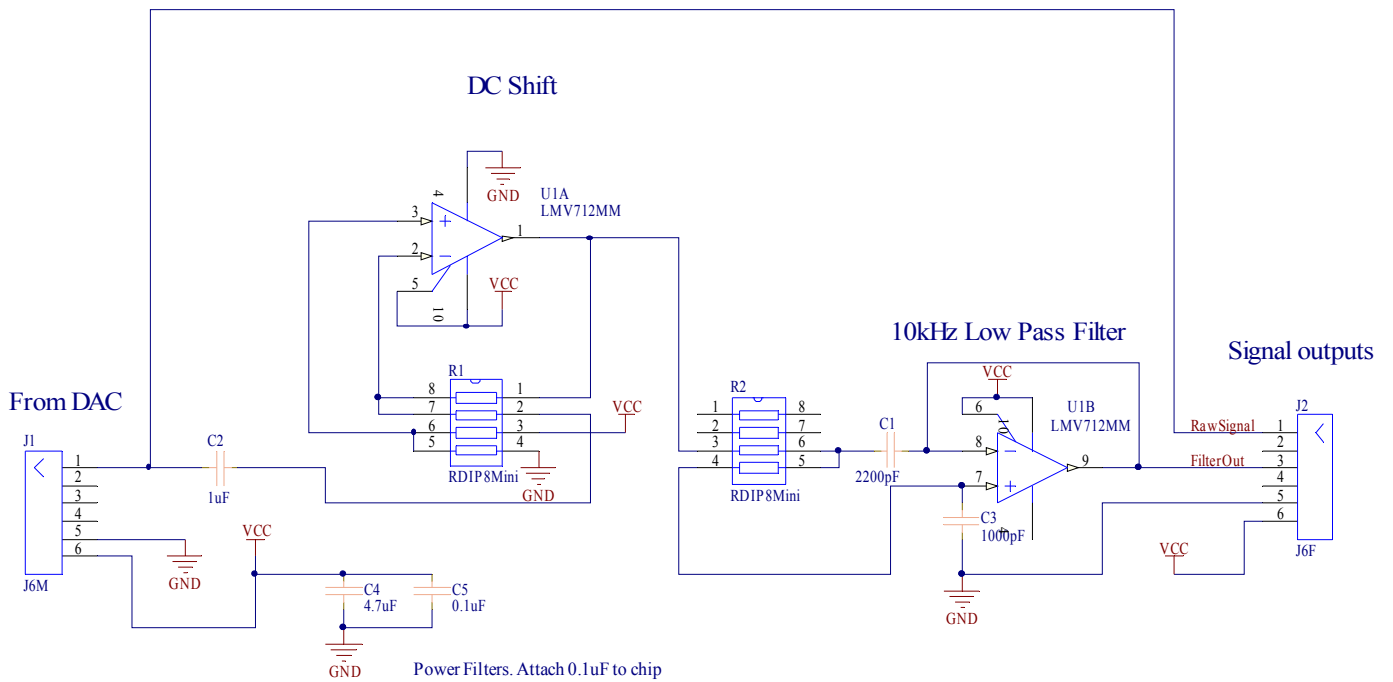 DC Shift
4
GND
U1A
LMV712MM
3
+
1
2
−
5
VCC
10
10kHz Low Pass Filter
Signal outputs
From DAC
R1
8 1
7 2
6 3
5 4
VCC
GND
RDIP8Mini
R2
1 8
2 7
3 6
4 5
RDIP8Mini
C1
2200pF
VCC
6
10
U1B
LMV712MM
8
−
9
7
+
4
C3
1000pF
GND
J1
1
2
3
4
5
6
J6M
C2
1uF
GND
VCC
C4
4.7uF
C5
0.1uF
GND
Power Filters. Attach 0.1uF to chip
J2
RawSignal 1
2
FilterOut 3
4
5
6
VCC
J6F